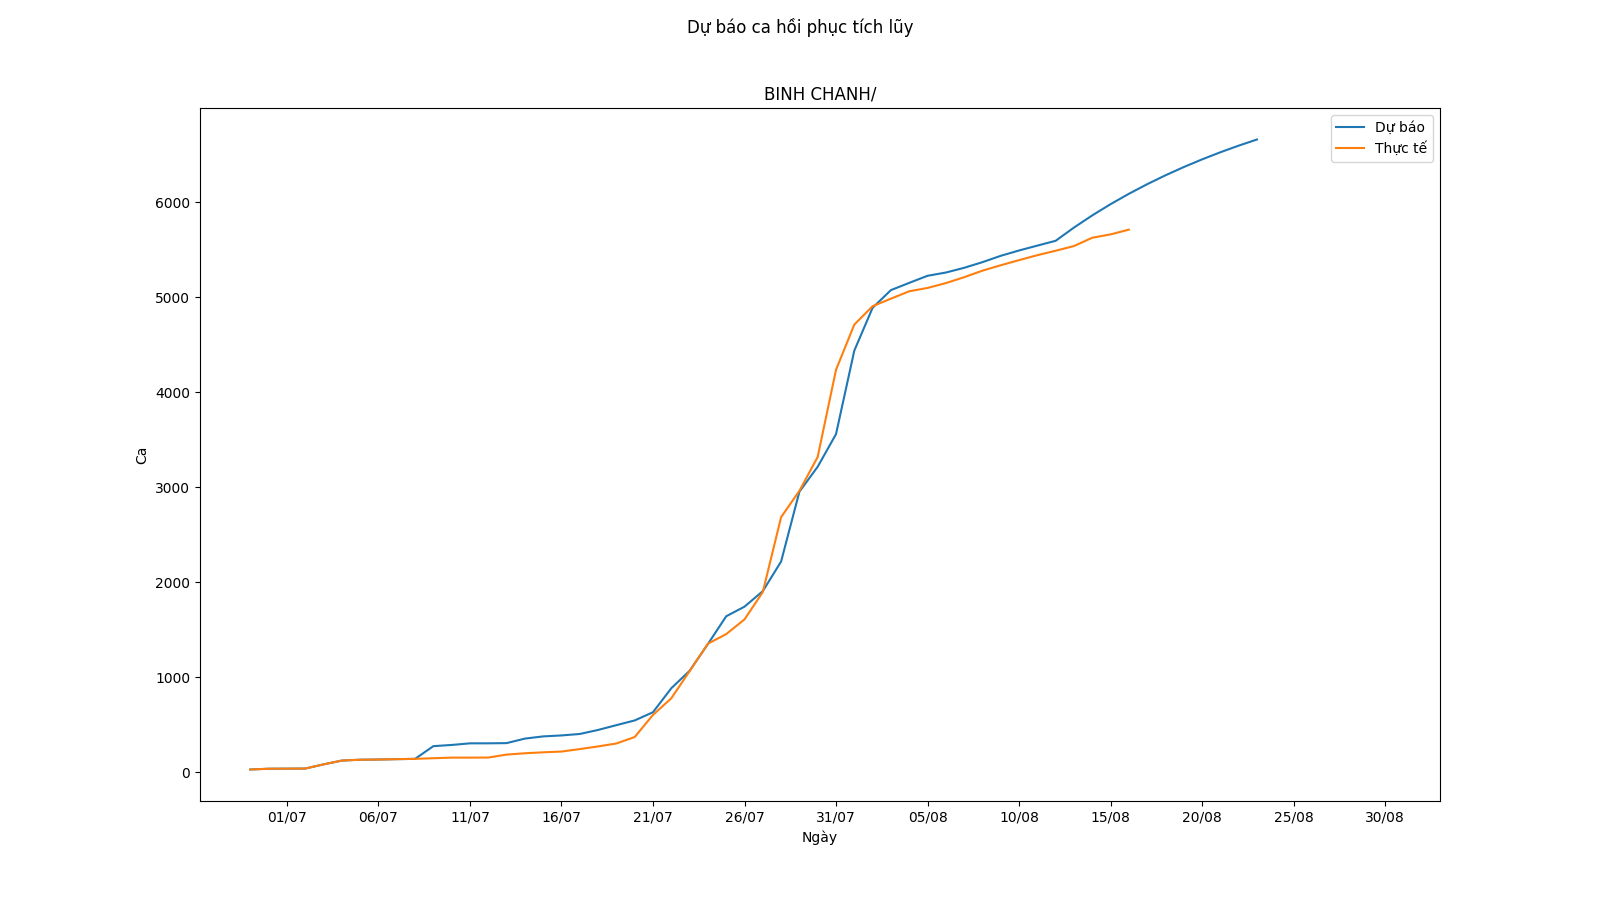 Dự báo ca hồi phục tích lũy
BINH CHANH/
Dự báo
Thực tế
6000
5000
4000
3000
2000
1000
0
Ca
01/07 06/07 11/07 16/07 21/07 26/07 31/07 05/08 10/08 15/08 20/08 25/08 30/08
Ngày